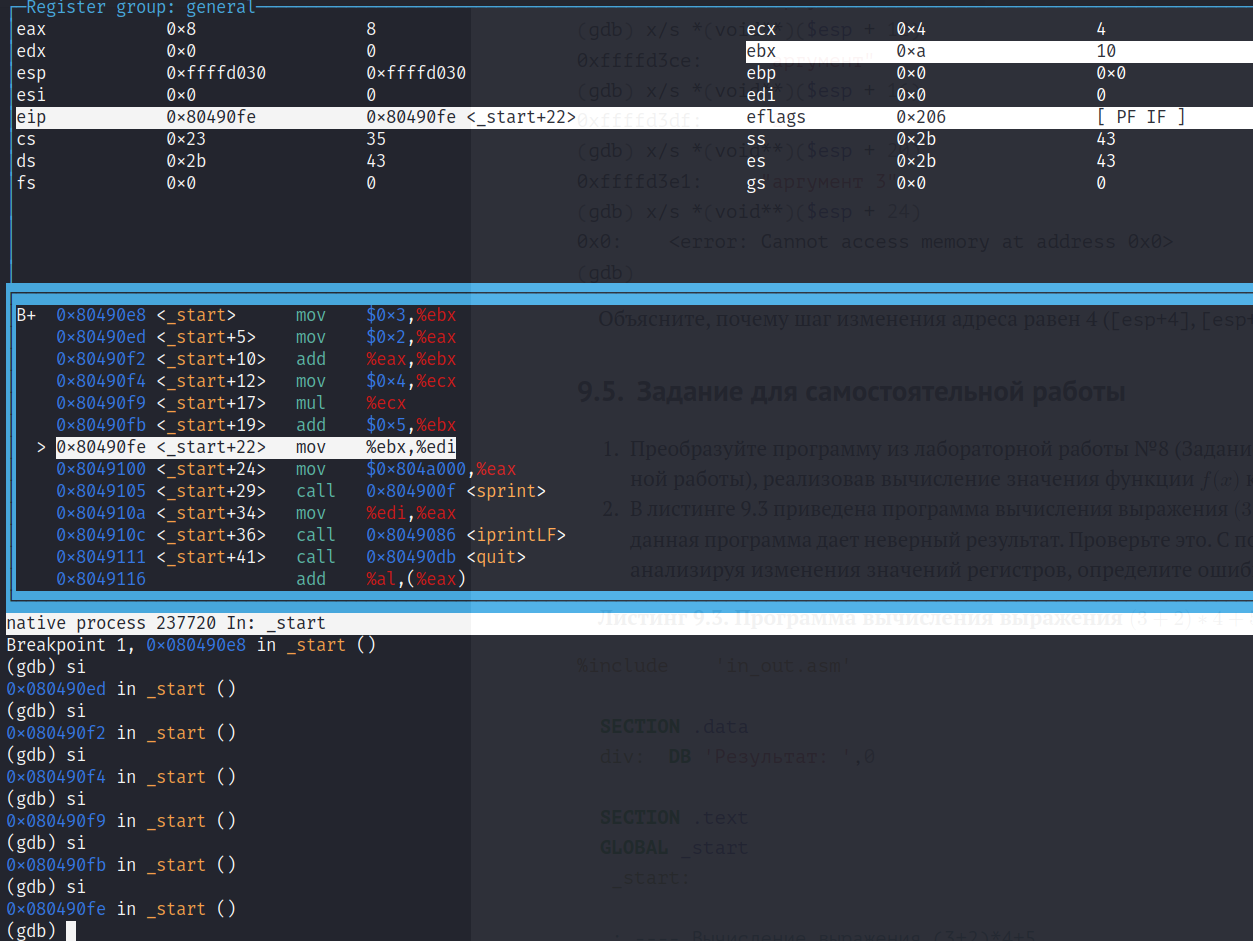 Register group: general
eax 0x8 8 ecx 0x4 4
edx 0x0 0 ebx 0xa 10
esp 0xffffd030 0xffffd030 ebp 0x0 0x0
esi 0x0 0 edi 0x0 0
eip 0x80490fe 0x80490fe <_start+22> eflags 0x206 [ PF IF ]
cs 0x23 35 ss 0x2b 43
ds 0x2b 43 es 0x2b 43
fs 0x0 0 gs 0x0 0
(gdb) x/s *(void**)($esp + 1
0xffffd3ce: аргумент"
(gdb) x/s *(void**)($esp + 1
0xffffd3df:
(gdb) x/s *(void**)($esp + 2
0xffffd3e1: "аргумент 3"
(gdb) x/s *(void**)($esp + 24)
0x0: <error: Cannot access memory at address 0x0>
(gdb)
B+ 0x80490e8 <_start> mov $0x3,%ebx
0x80490ed <_start+5> mov $0x2,%eax
0x80490f2 <_start+10> add %eax,%ebx
0x80490f4 <_start+12> mov $0x4,%ecx
0x80490f9 <_start+17> mul %ecx
0x80490fb <_start+19> add $0x5,%ebx
> 0x80490fe <_start+22> mov %ebx,%edi
0x8049100 <_start+24> mov $0x804a000,%eax
0x8049105 <_start+29> call 0x804900f <sprint>
0x804910a <_start+34> mov %edi,%eax
0x804910c <_start+36> call 0x8049086 <iprintLF>
0x8049111 <_start+41> call 0x80490db <quit>
0x8049116 add %al,(%eax)
Объясните, почему шаг изменения адреса равен 4 ([esp+4], [esp+
9.5. Задание для самостоятельной работы
1. Преобразуйте программу из лабораторной работы №8 (Задани
ной работы), реализовав вычисление значения функции f(x) к
2. В листинге 9.3 приведена программа вычисления выражения (3
данная программа дает неверный результат. Проверьте это. С по
анализируя изменения значений регистров, определите ошиб
Листинг 9.3. Программа вычисления выражения (3 + 2) * 4 +
native process 237720 In: _start
Breakpoint 1, 0x080490e8 in _start ()
(gdb) si
0x080490ed in _start ()
(gdb) si
0x080490f2 in _start ()
(gdb) si
0x080490f4 in _start ()
(gdb) si
0x080490f9 in _start ()
(gdb) si
0x080490fb in _start ()
(gdb) si
0x080490fe in _start ()
(gdb)
%include 'in_out.asm'
SECTION .data
div: DB 'Результат: ',0
SECTION .text
GLOBAL _start
_start:
Вычисление выражения (3+2)*4+5